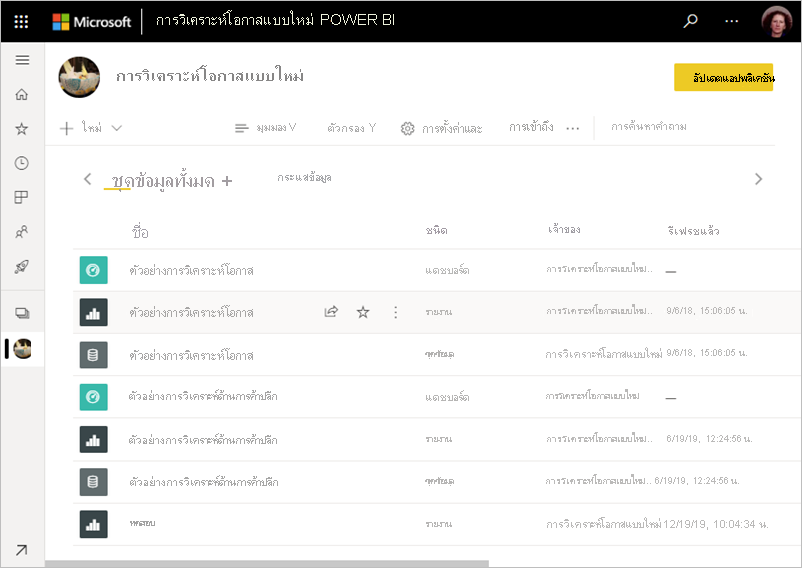 Microsoft การวิเคราะห์โอกาสแบบใหม่ POWER BI
การวิเคราะห์โอกาสแบบใหม่
อัปเดตแอปพลิเคชัน
ใหม่ มุมมอง V ตัวกรอง Y การตั้งค่าและ การเข้าถึง ... การค้นหาคำถาม
ชุดข้อมูลทั้งหมด + กระแสข้อมูล
ชื่อ ชนิด เจ้าของ รีเฟรชแล้ว
ตัวอย่างการวิเคราะห์โอกาส แดชบอร์ด การวิเคราะห์โอกาสแบบใหม่.. —
ตัวอย่างการวิเคราะห์โอกาส รายงาน การวิเคราะห์โอกาสแบบใหม่.. 9/6/18, 15:06:05 น.
ตัวอย่างการวิเคราะห์โอกาส ชุดข้อมูล การวิเคราะห์โอกาสแบบใหม่ 9/6/18, 15:06:05 น.
ตัวอย่างการวิเคราะห์ด้านการค้าปลีก แดชบอร์ด การวิเคราะห์โอกาสแบบใหม่ —
ตัวอย่างการวิเคราะห์ด้านการค้าปลีก รายงาน การวิเคราะห์โอกาสแบบใหม่.. 6/19/19, 12:24:56 น.
ตัวอย่างการวิเคราะห์ด้านการค้าปลีก ชุดข้อมูล การวิเคราะห์โอกาสแบบใหม่.. 6/19/19, 12:24:56 น.
ทดสอบ รายงาน การวิเคราะห์โอกาสแบบใหม่ 12/19/19, 10:04:34 น.